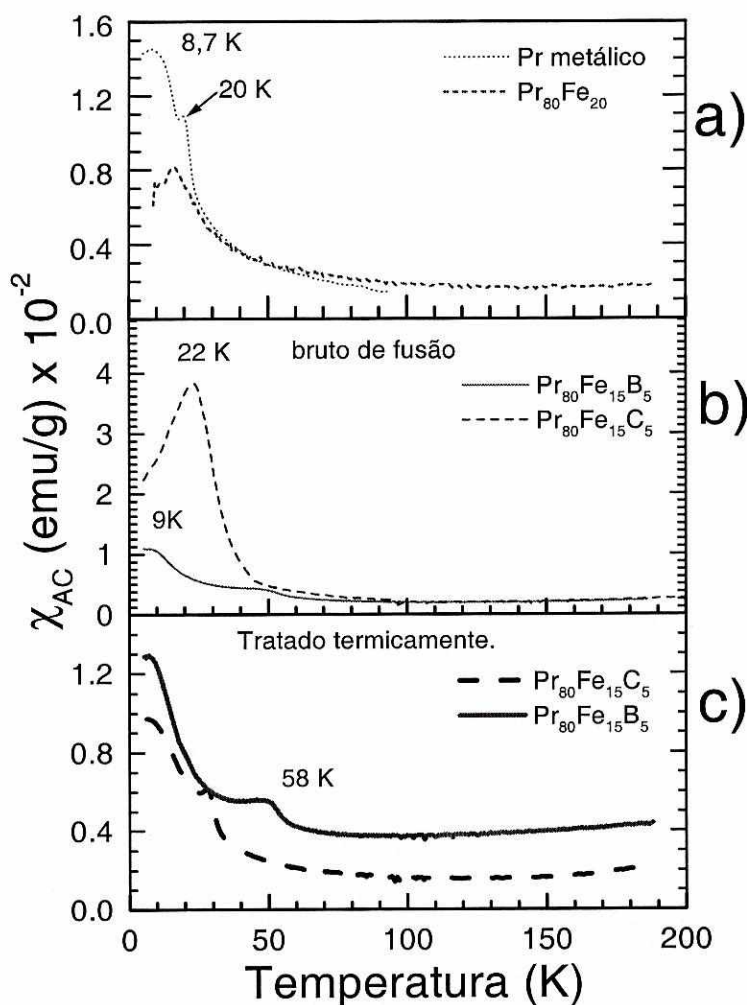 1.6
1.2
0.8
0.4
0.0
8,7 K
20 K
Pr metálico
Pr₈₀Fe₂₀
a)
4
3
2
1
0
22 K
bruto de fusão
9K
Pr₈₀Fe₁₅B₅
Pr₈₀Fe₁₅C₅
b)
1.2
0.8
0.4
0.0
Tratado termicamente.
Pr₈₀Fe₁₅C₅
Pr₈₀Fe₁₅B₅
58 K
c)
χ_AC (emu/g) x 10⁻²
0 50 100 150 200
Temperatura (K)